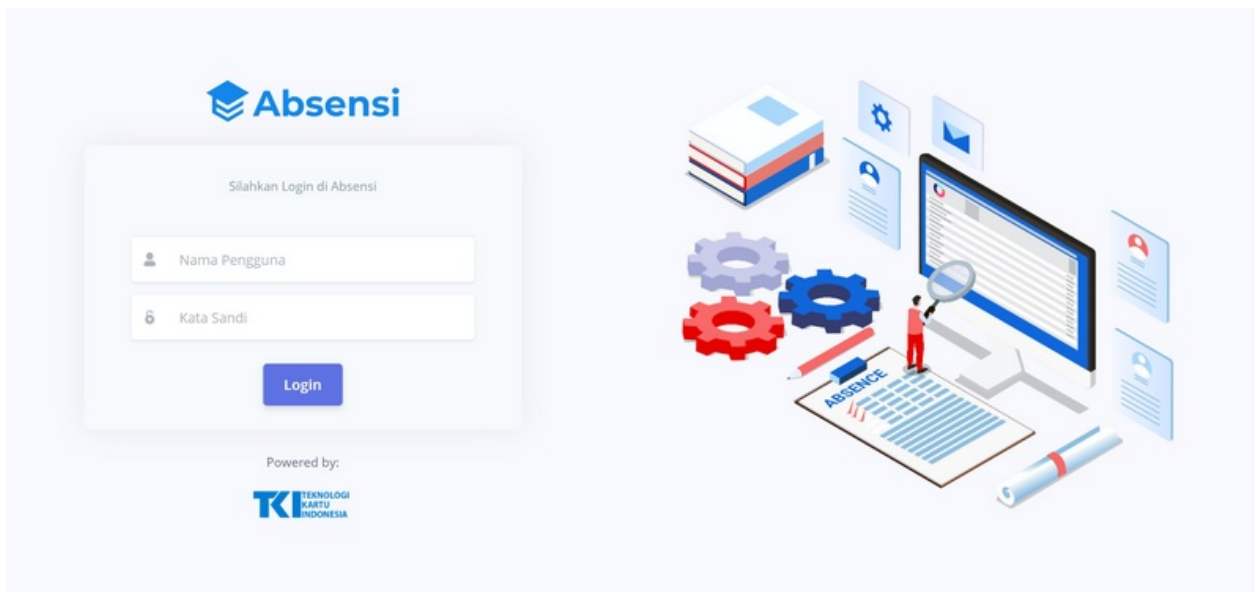 Absensi
Silahkan Login di Absensi
Nama Pengguna
Kata Sandi
Login
Powered by:
TKI TEKNOLOGI
KARTU
INDONESIA
ABSENCE